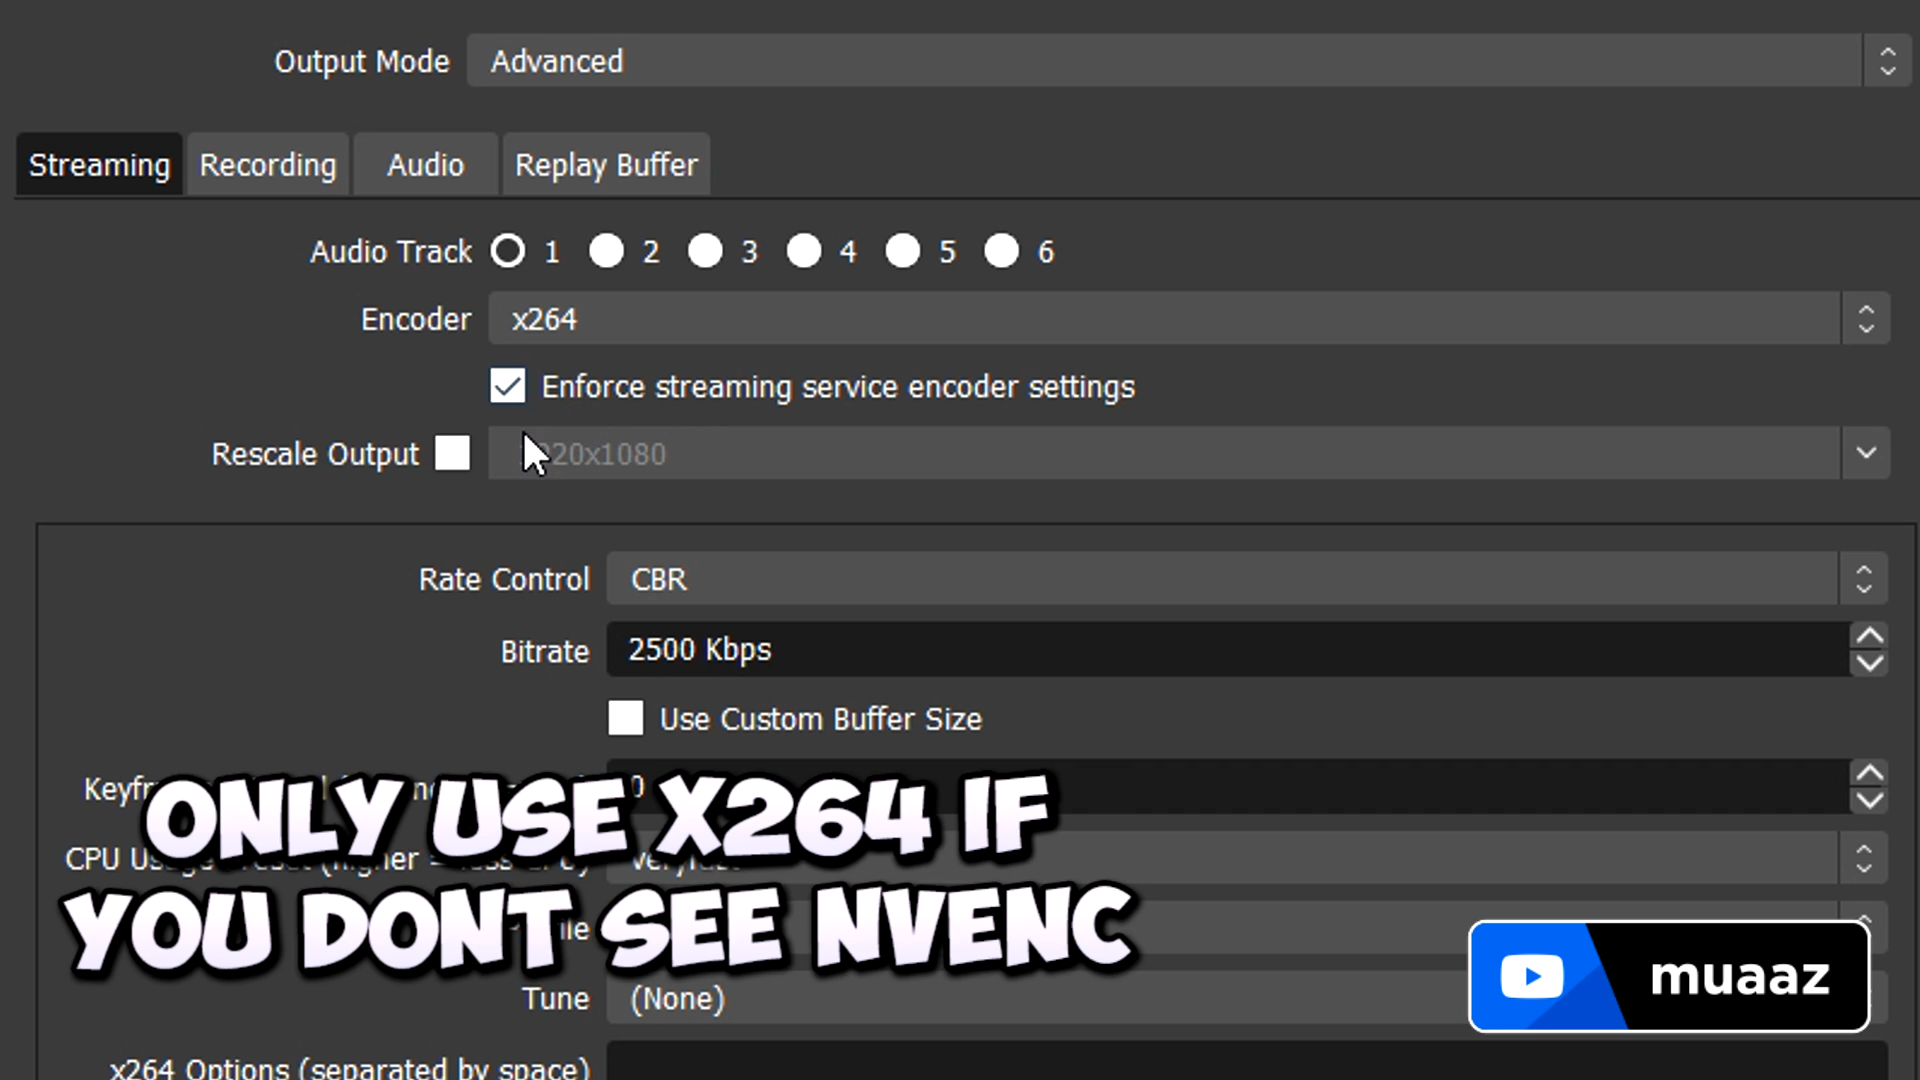 Output Mode Advanced
Streaming Recording Audio Replay Buffer
Audio Track 1 2 3 4 5 6
Encoder x264
Enforce streaming service encoder settings
Rescale Output 20x1080
Rate Control CBR
Bitrate 2500 Kbps
Use Custom Buffer Size
ONLY USE X264 IF
CPU
YOU DONT SEE NVENC
muaaz
Tune (None)
x264 Options (separated by space)